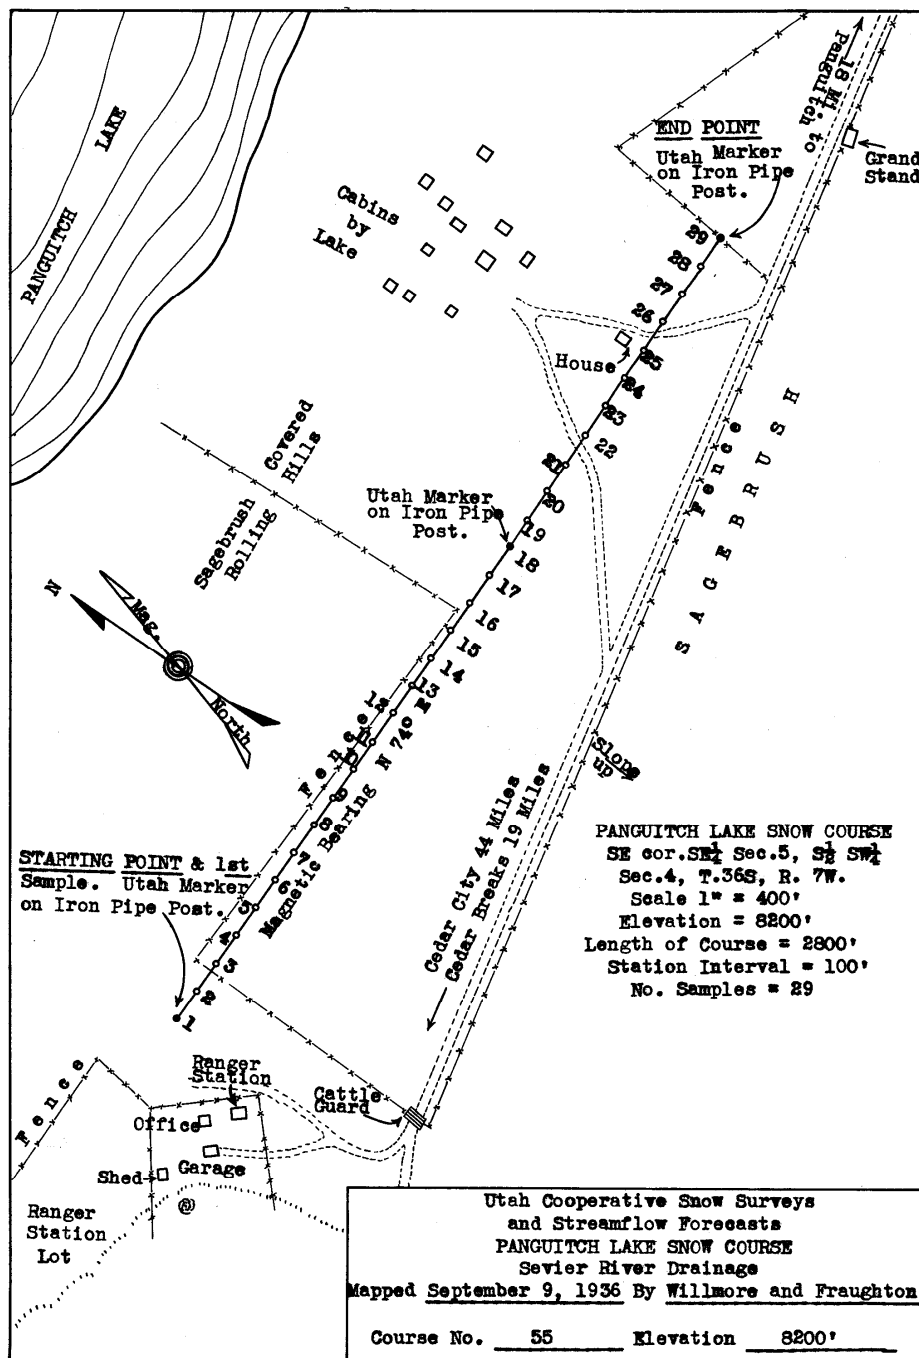 PANGUITCH LAKE
Cabins
by
Lake
END POINT
Utah Marker
on Iron Pipe
Post.
18 Mi. to
Panguitch
Grand
Stand
29
28
27
26
25
24
23
22
21
20
19
18
17
16
15
14
13
12
11
10
9
8
7
6
5
4
3
2
1
House
Fence
SAGEBRUSH
Sagebrush Covered
Rolling Hills
Utah Marker
on Iron Pipe
Post.
N
Mag.
North
Fence
Magnetic Bearing N 74° E
Slope
up
Cedar City 44 Miles
Cedar Breaks 19 Miles
STARTING POINT & 1st
Sample. Utah Marker
on Iron Pipe Post.
PANGUITCH LAKE SNOW COURSE
SE cor.SE¼ Sec.5, S½ SW¼
Sec.4, T.36S, R. 7W.
Scale 1" = 400'
Elevation = 8200'
Length of Course = 2800'
Station Interval = 100'
No. Samples = 29
Fence
Ranger
Station
Office
Cattle
Guard
Shed
Garage
Ranger
Station
Lot
Utah Cooperative Snow Surveys
and Streamflow Forecasts
PANGUITCH LAKE SNOW COURSE
Sevier River Drainage
Mapped September 9, 1936 By Willmore and Fraughton
Course No. 55 Elevation 8200'